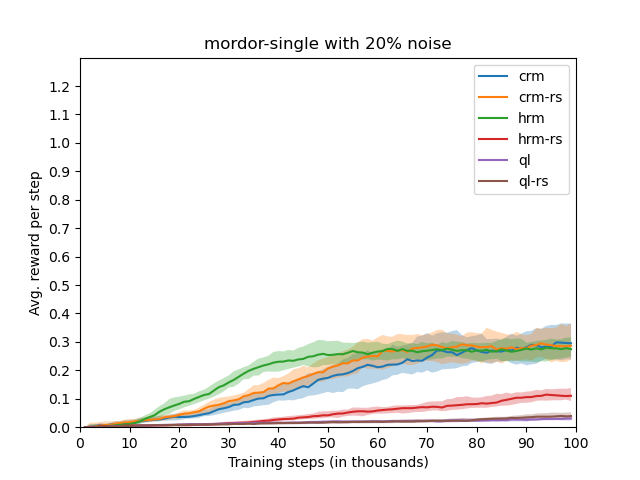 mordor-single with 20% noise
Avg. reward per step
1.2
1.1
1.0
0.9
0.8
0.7
0.6
0.5
0.4
0.3
0.2
0.1
0.0
crm
crm-rs
hrm
hrm-rs
ql
ql-rs
0 10 20 30 40 50 60 70 80 90 100
Training steps (in thousands)